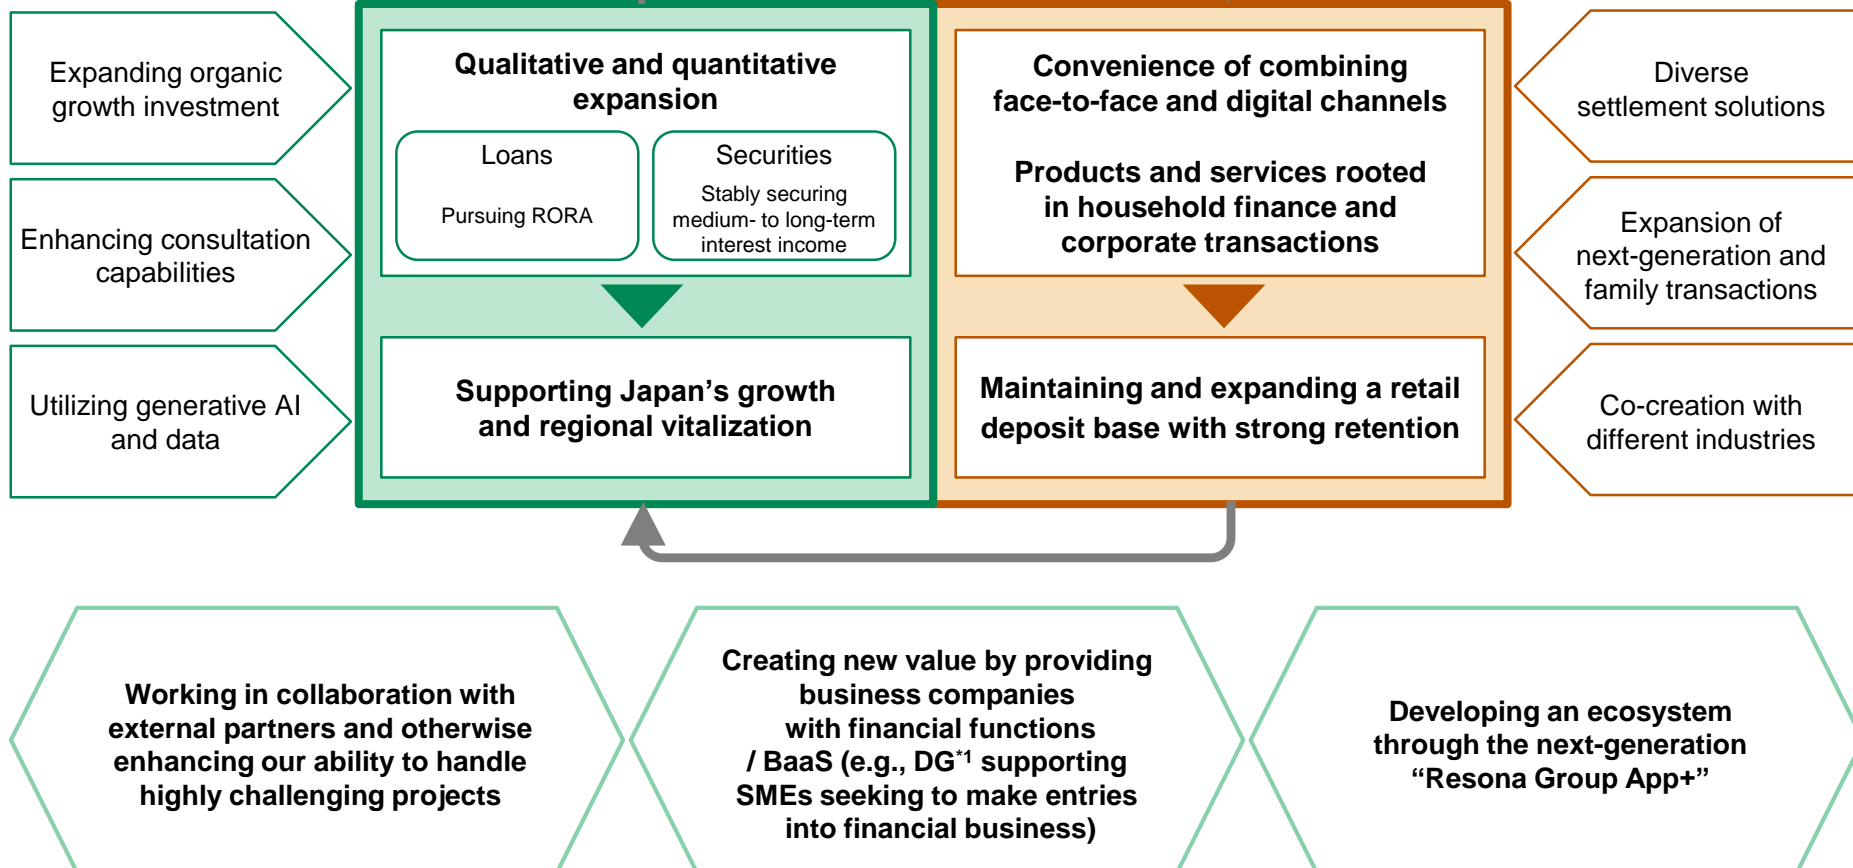 Expanding organic
growth investment
Enhancing consultation
capabilities
Utilizing generative AI
and data
Qualitative and quantitative
expansion
Loans
Pursuing RORA
Securities
Stably securing
medium- to long-term
interest income
Supporting Japan’s growth
and regional vitalization
Convenience of combining
face-to-face and digital channels
Products and services rooted
in household finance and
corporate transactions
Maintaining and expanding a retail
deposit base with strong retention
Diverse
settlement solutions
Expansion of
next-generation and
family transactions
Co-creation with
different industries
Working in collaboration with
external partners and otherwise
enhancing our ability to handle
highly challenging projects
Creating new value by providing
business companies
with financial functions
/ BaaS (e.g., DG*1 supporting
SMEs seeking to make entries
into financial business)
Developing an ecosystem
through the next-generation
“Resona Group App+”